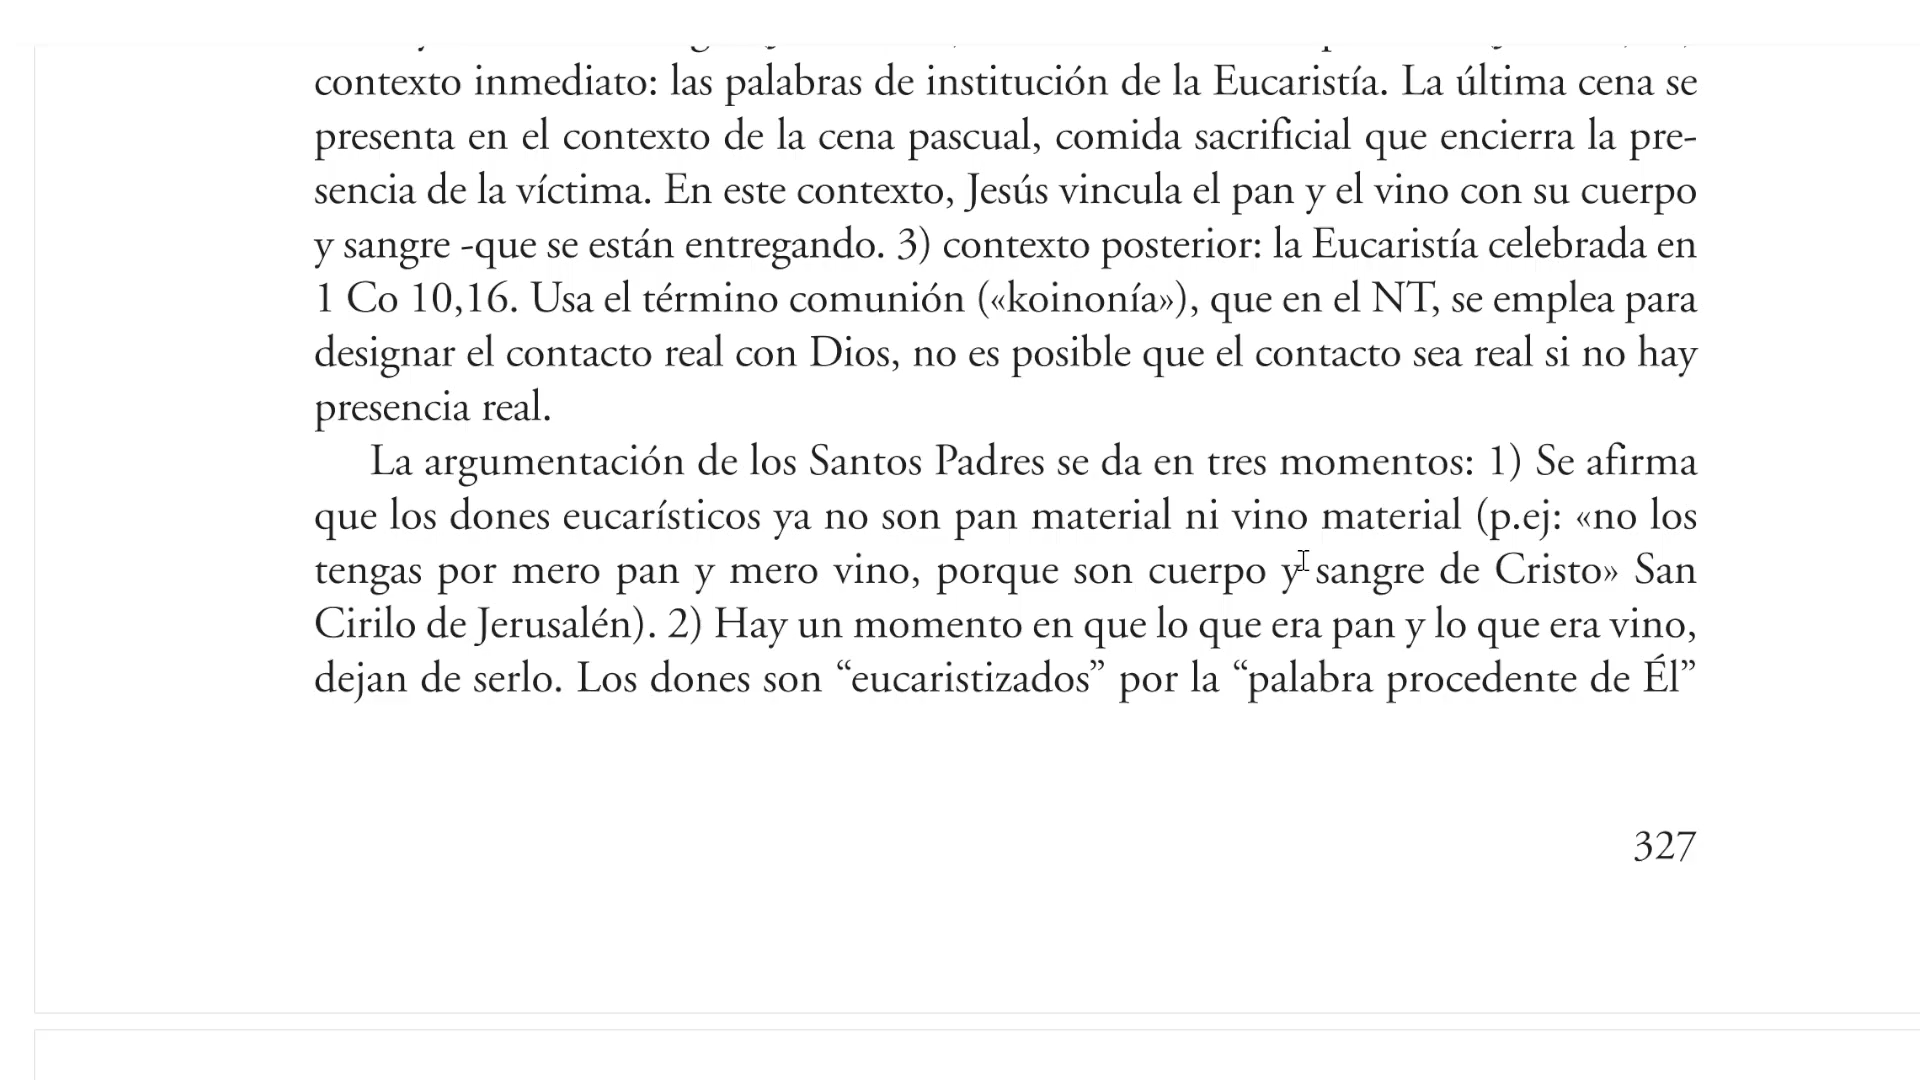 contexto inmediato: las palabras de institución de la Eucaristía. La última cena se
presenta en el contexto de la cena pascual, comida sacrificial que encierra la pre-
sencia de la víctima. En este contexto, Jesús vincula el pan y el vino con su cuerpo
y sangre -que se están entregando. 3) contexto posterior: la Eucaristía celebrada en
1 Co 10,16. Usa el término comunión («koinonía»), que en el NT, se emplea para
designar el contacto real con Dios, no es posible que el contacto sea real si no hay
presencia real.
La argumentación de los Santos Padres se da en tres momentos: 1) Se afirma
que los dones eucarísticos ya no son pan material ni vino material (p.ej: «no los
tengas por mero pan y mero vino, porque son cuerpo y sangre de Cristo» San
Cirilo de Jerusalén). 2) Hay un momento en que lo que era pan y lo que era vino,
dejan de serlo. Los dones son “eucaristizados” por la “palabra procedente de Él”
327